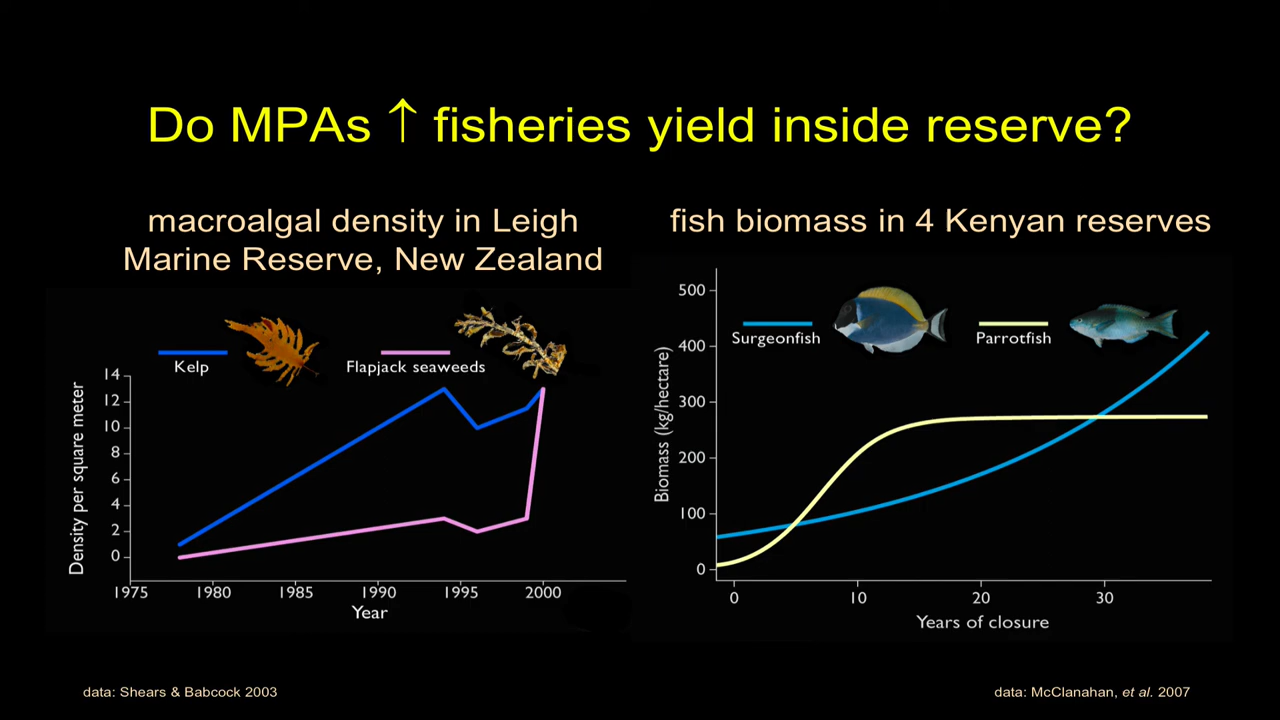 Do MPAs ↑ fisheries yield inside reserve?
macroalgal density in Leigh
Marine Reserve, New Zealand
Kelp
Flapjack seaweeds
Density per square meter
14
12
10
8
6
4
2
0
1975
1980
1985
1990
1995
2000
Year
data: Shears & Babcock 2003
fish biomass in 4 Kenyan reserves
Surgeonfish
Parrotfish
Biomass (kg/hectare)
500
400
300
200
100
0
0
10
20
30
Years of closure
data: McClanahan, et al. 2007